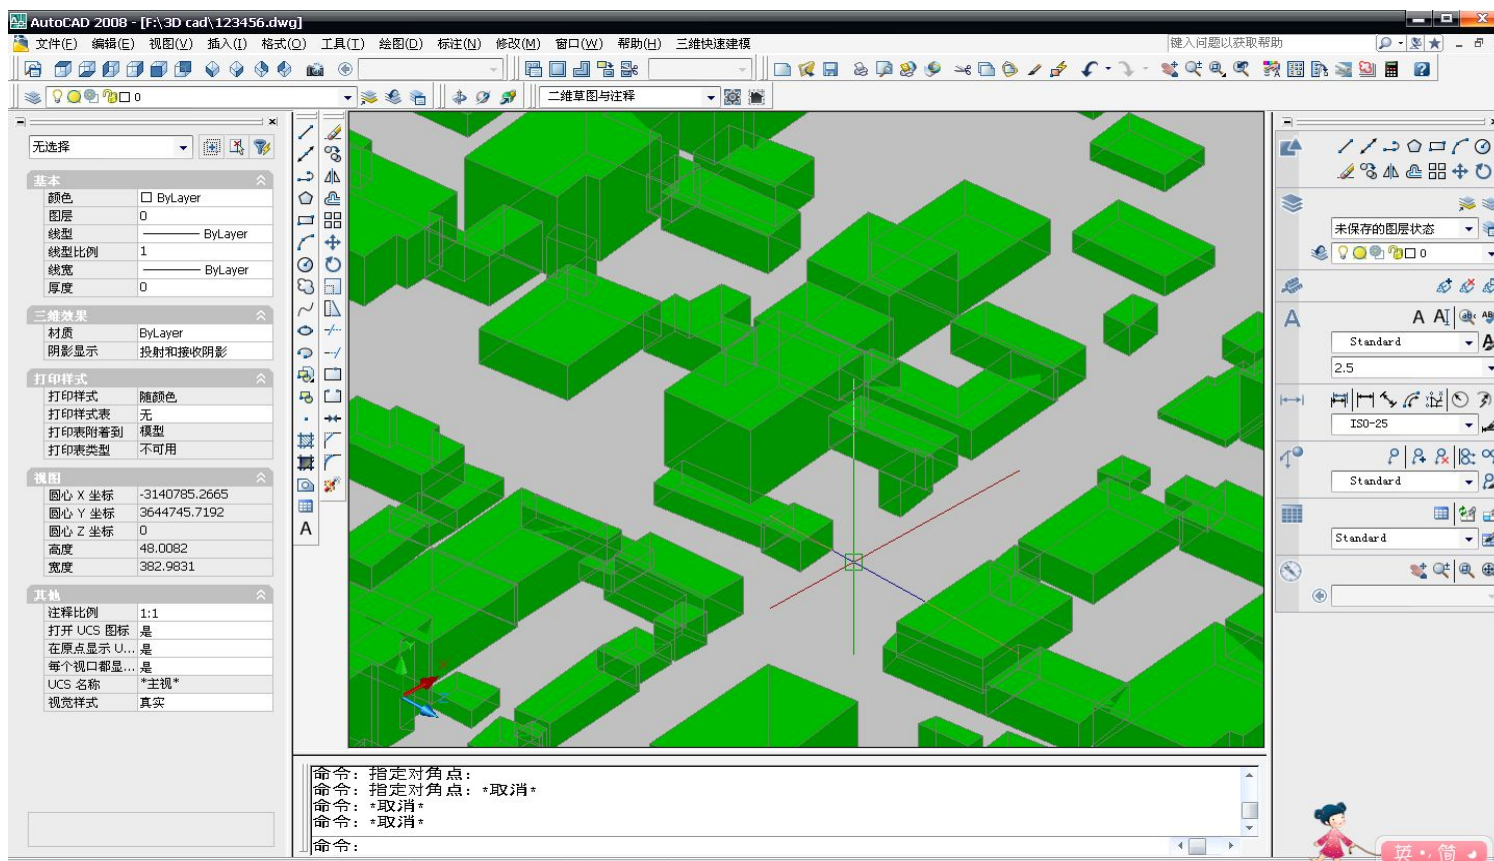 AutoCAD 2008 - [F:\3D cad\123456.dwg]
文件(F) 编辑(E) 视图(V) 插入(I) 格式(O) 工具(T) 绘图(D) 标注(N) 修改(M) 窗口(W) 帮助(H) 三维快速建模 键入问题以获取帮助
0 二维草图与注释
无选择
基本
颜色 ByLayer
图层 0
线型 ByLayer
线型比例 1
线宽 ByLayer
厚度 0
三维效果
材质 ByLayer
阴影显示 投射和接收阴影
打印样式
打印样式 随颜色
打印样式表 无
打印表附着到 模型
打印表类型 不可用
视图
圆心 X 坐标 -3140785.2665
圆心 Y 坐标 3644745.7192
圆心 Z 坐标 0
高度 48.0082
宽度 382.9831
其他
注释比例 1:1
打开 UCS 图标 是
在原点显示 U... 是
每个视口都显... 是
UCS 名称 *主视*
视觉样式 真实
A
未保存的图层状态
0
A A AI
Standard
2.5
ISO-25
Standard
Standard
命令: 指定对角点:
命令: 指定对角点: *取消*
命令: *取消*
命令: *取消*
命令:
英 简